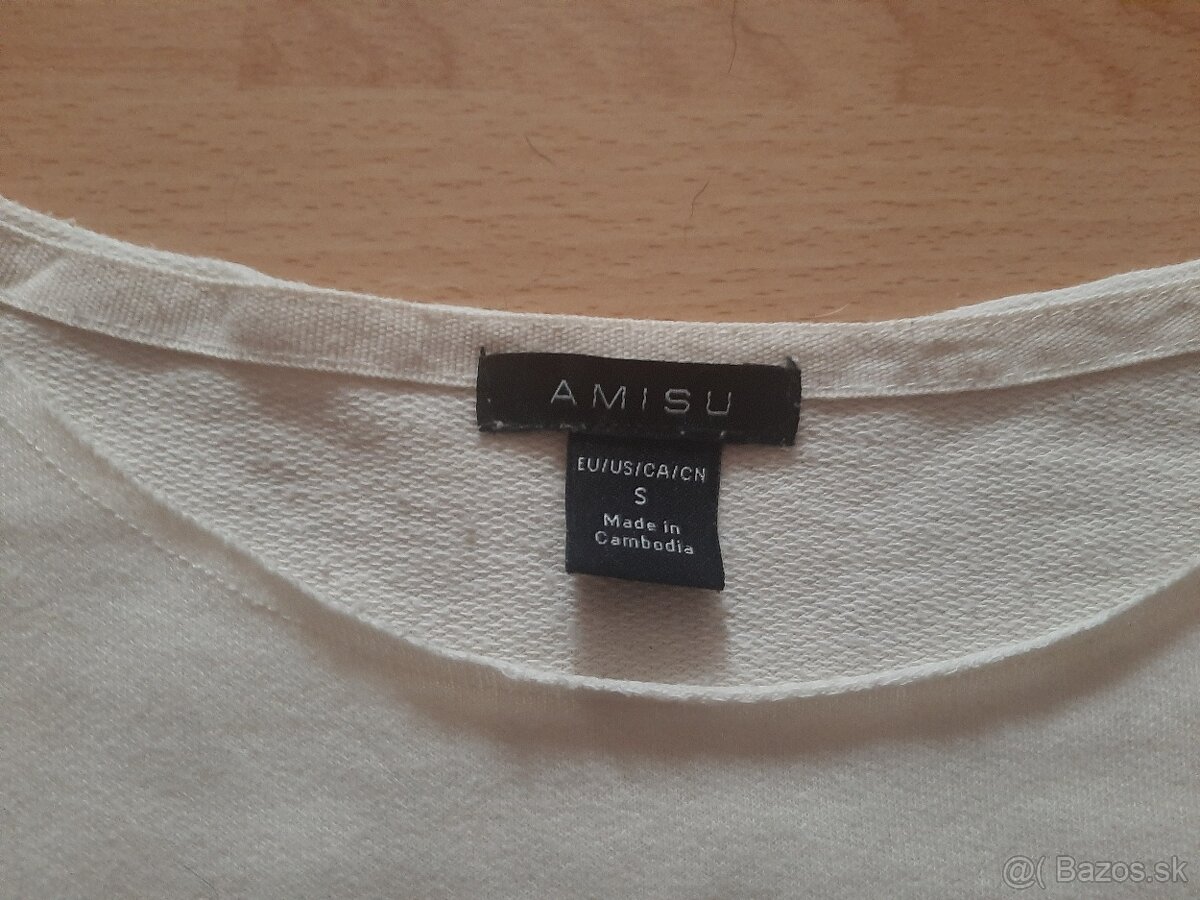 AMISU
EU/US/CA/CN
S
Made in
Cambodia
@( Bazos.sk